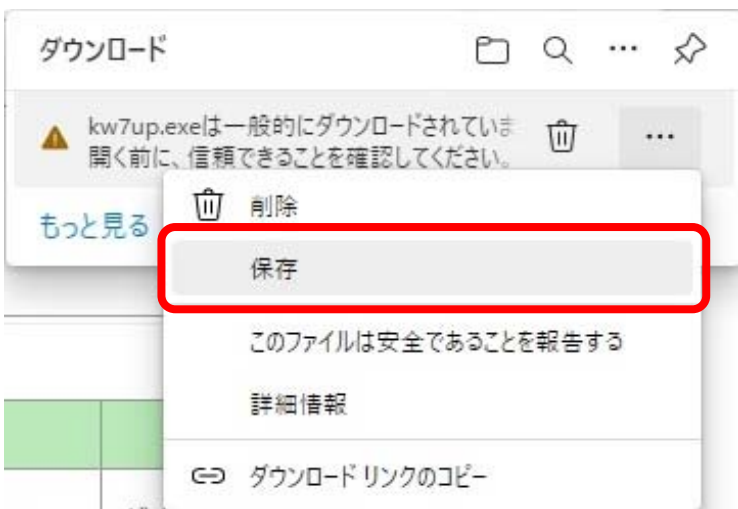 ダウンロード
kw7up.exeは一般的にダウンロードされていま
開く前に、信頼できることを確認してください。
もっと見る
削除
保存
このファイルは安全であることを報告する
詳細情報
ダウンロード リンクのコピー